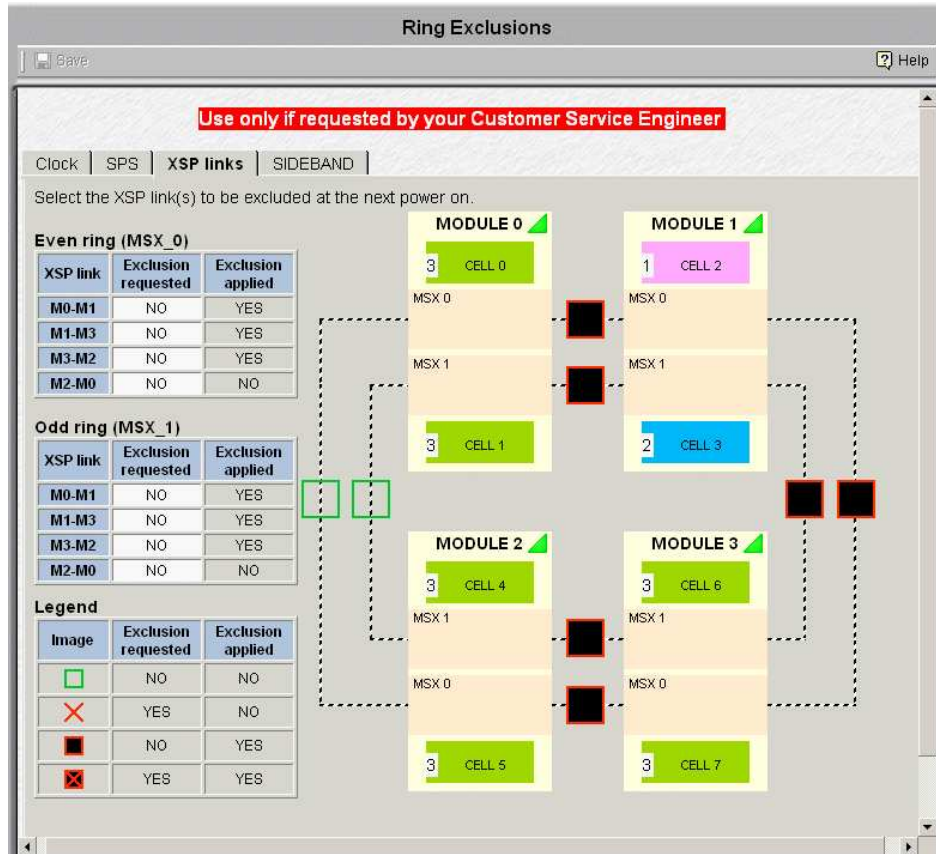 Ring Exclusions
Save
Help
Use only if requested by your Customer Service Engineer
Clock
SPS
XSP links
SIDEBAND
Select the XSP link(s) to be excluded at the next power on.
Even ring (MSX_0)
XSP link Exclusion requested Exclusion applied
M0-M1 NO YES
M1-M3 NO YES
M3-M2 NO YES
M2-M0 NO NO
Odd ring (MSX_1)
XSP link Exclusion requested Exclusion applied
M0-M1 NO YES
M1-M3 NO YES
M3-M2 NO YES
M2-M0 NO NO
Legend
Image Exclusion requested Exclusion applied
NO NO
YES NO
NO YES
YES YES
MODULE 0
3 CELL 0
MSX 0
MSX 1
3 CELL 1
MODULE 1
1 CELL 2
MSX 0
MSX 1
2 CELL 3
MODULE 2
3 CELL 4
MSX 1
MSX 0
3 CELL 5
MODULE 3
3 CELL 6
MSX 1
MSX 0
3 CELL 7